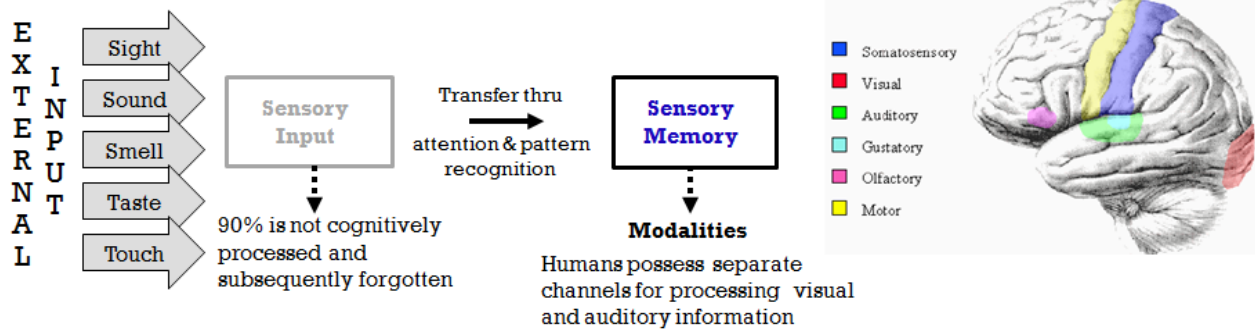 EXTERNAL
INPUT
Sight
Sound
Smell
Taste
Touch
Sensory
Input
90% is not cognitively
processed and
subsequently forgotten
Transfer thru
attention & pattern
recognition
Sensory
Memory
Modalities
Humans possess separate
channels for processing visual
and auditory information
Somatosensory
Visual
Auditory
Gustatory
Olfactory
Motor